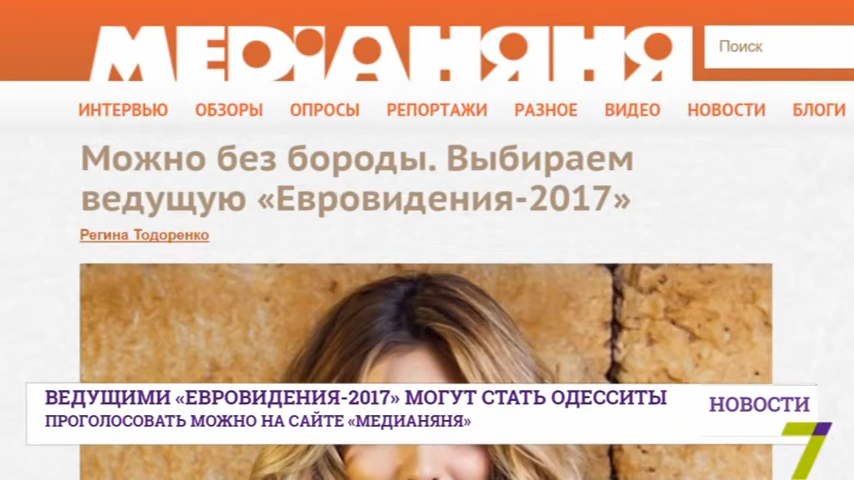 МЕДІАНЯНЯ
Поиск
ИНТЕРВЬЮ ОБЗОРЫ ОПРОСЫ РЕПОРТАЖИ РАЗНОЕ ВИДЕО НОВОСТИ БЛОГИ
Можно без бороды. Выбираем
ведущую «Евровидения-2017»
Регина Тодоренко
ВЕДУЩИМИ «ЕВРОВИДЕНИЯ-2017» МОГУТ СТАТЬ ОДЕССИТЫ
ПРОГОЛОСОВАТЬ МОЖНО НА САЙТЕ «МЕДИАНЯНЯ»
НОВОСТИ
7